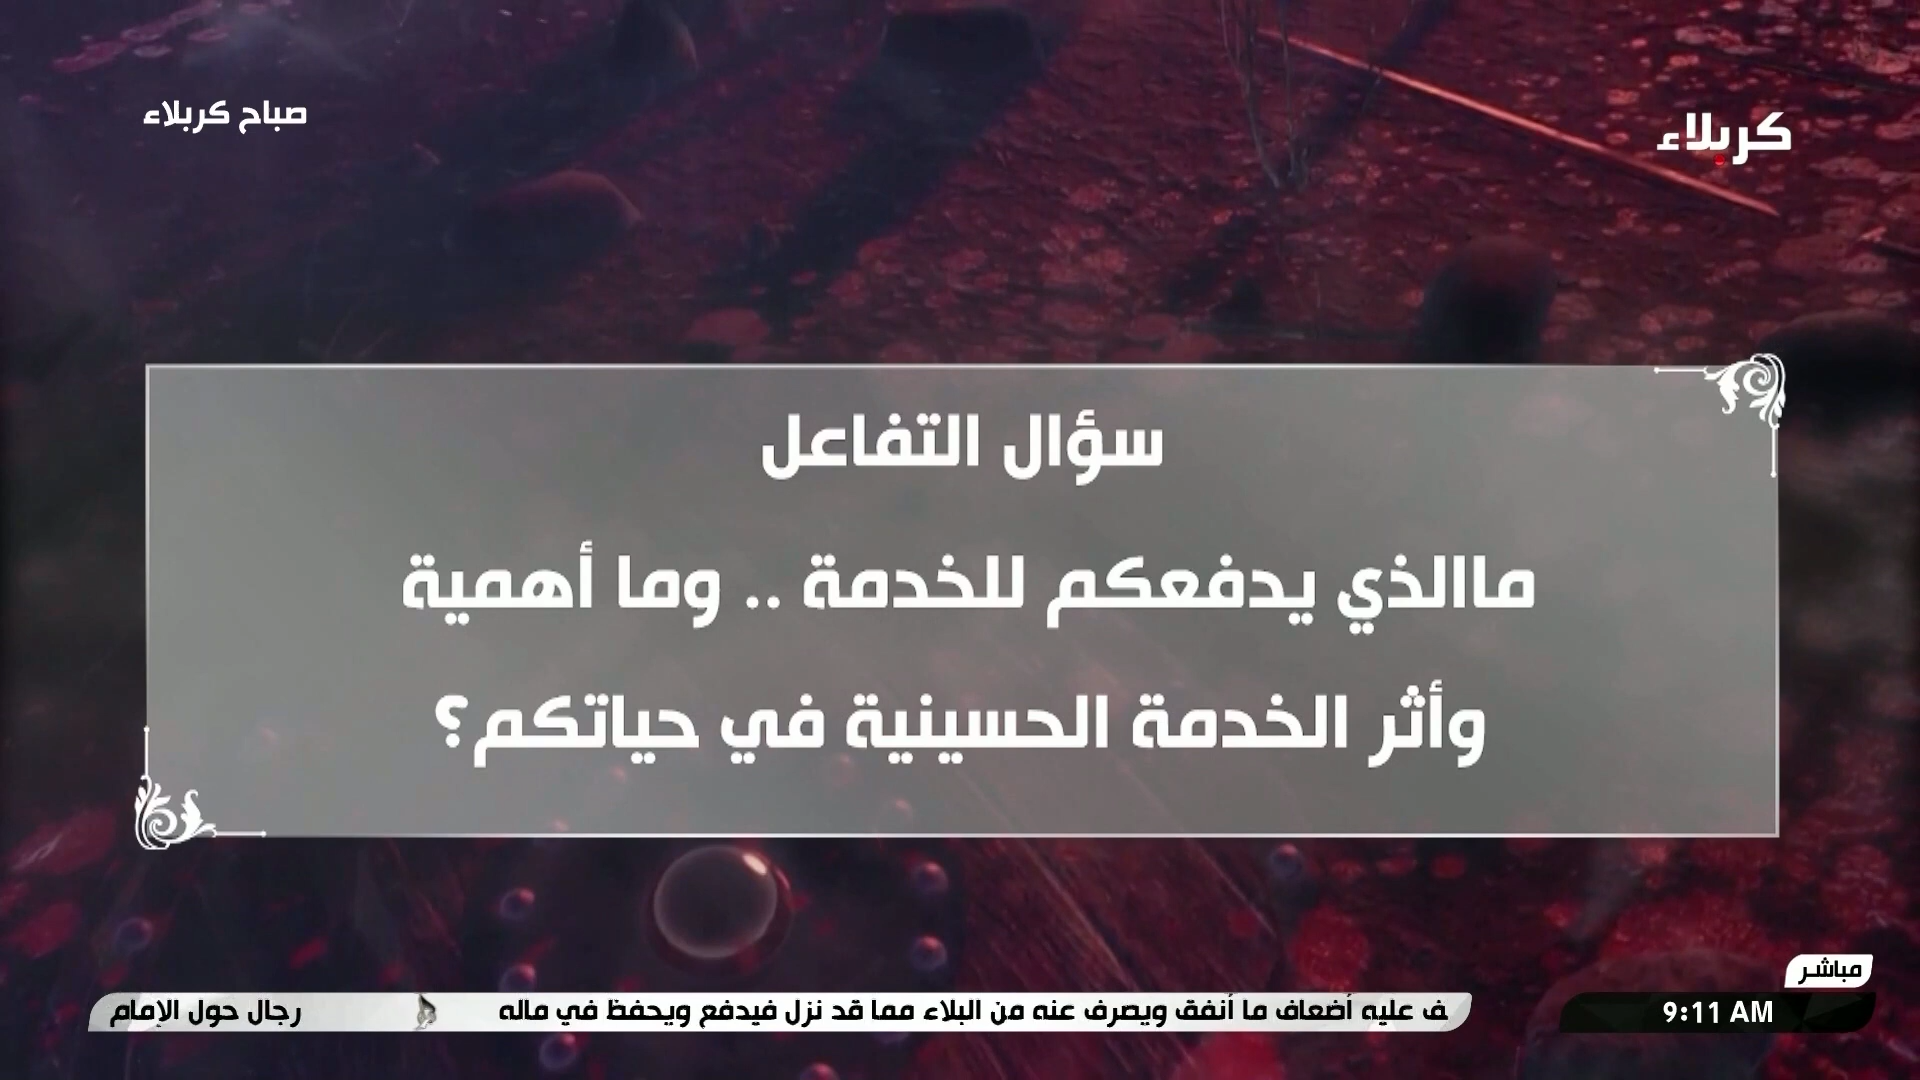 صباح كربلاء
كربلاء
سؤال التفاعل
ماالذي يدفعكم للخدمة .. وما أهمية
وأثر الخدمة الحسينية في حياتكم؟
مباشر
9:11 AM
ف عليه أضعاف ما أنفق ويصرف عنه من البلاء مما قد نزل فيدفع ويحفظ في ماله رجال حول الإمام